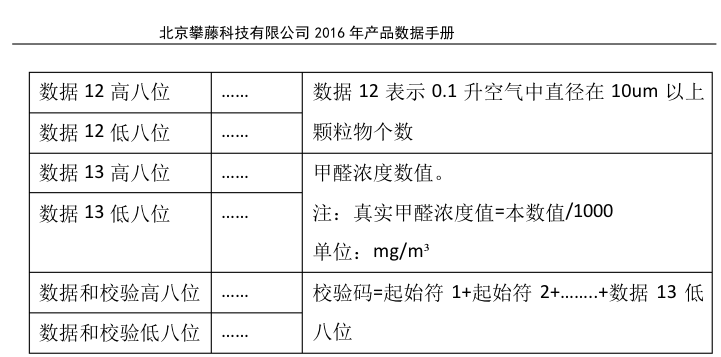 北京攀藤科技有限公司 2016 年产品数据手册
数据 12 高八位 …… 数据 12 表示 0.1 升空气中直径在 10um 以上
数据 12 低八位 …… 颗粒物个数
数据 13 高八位 …… 甲醛浓度数值。
数据 13 低八位 …… 注：真实甲醛浓度值=本数值/1000
单位：mg/m³
数据和校验高八位 …… 校验码=起始符 1+起始符 2+……..+数据 13 低
数据和校验低八位 …… 八位